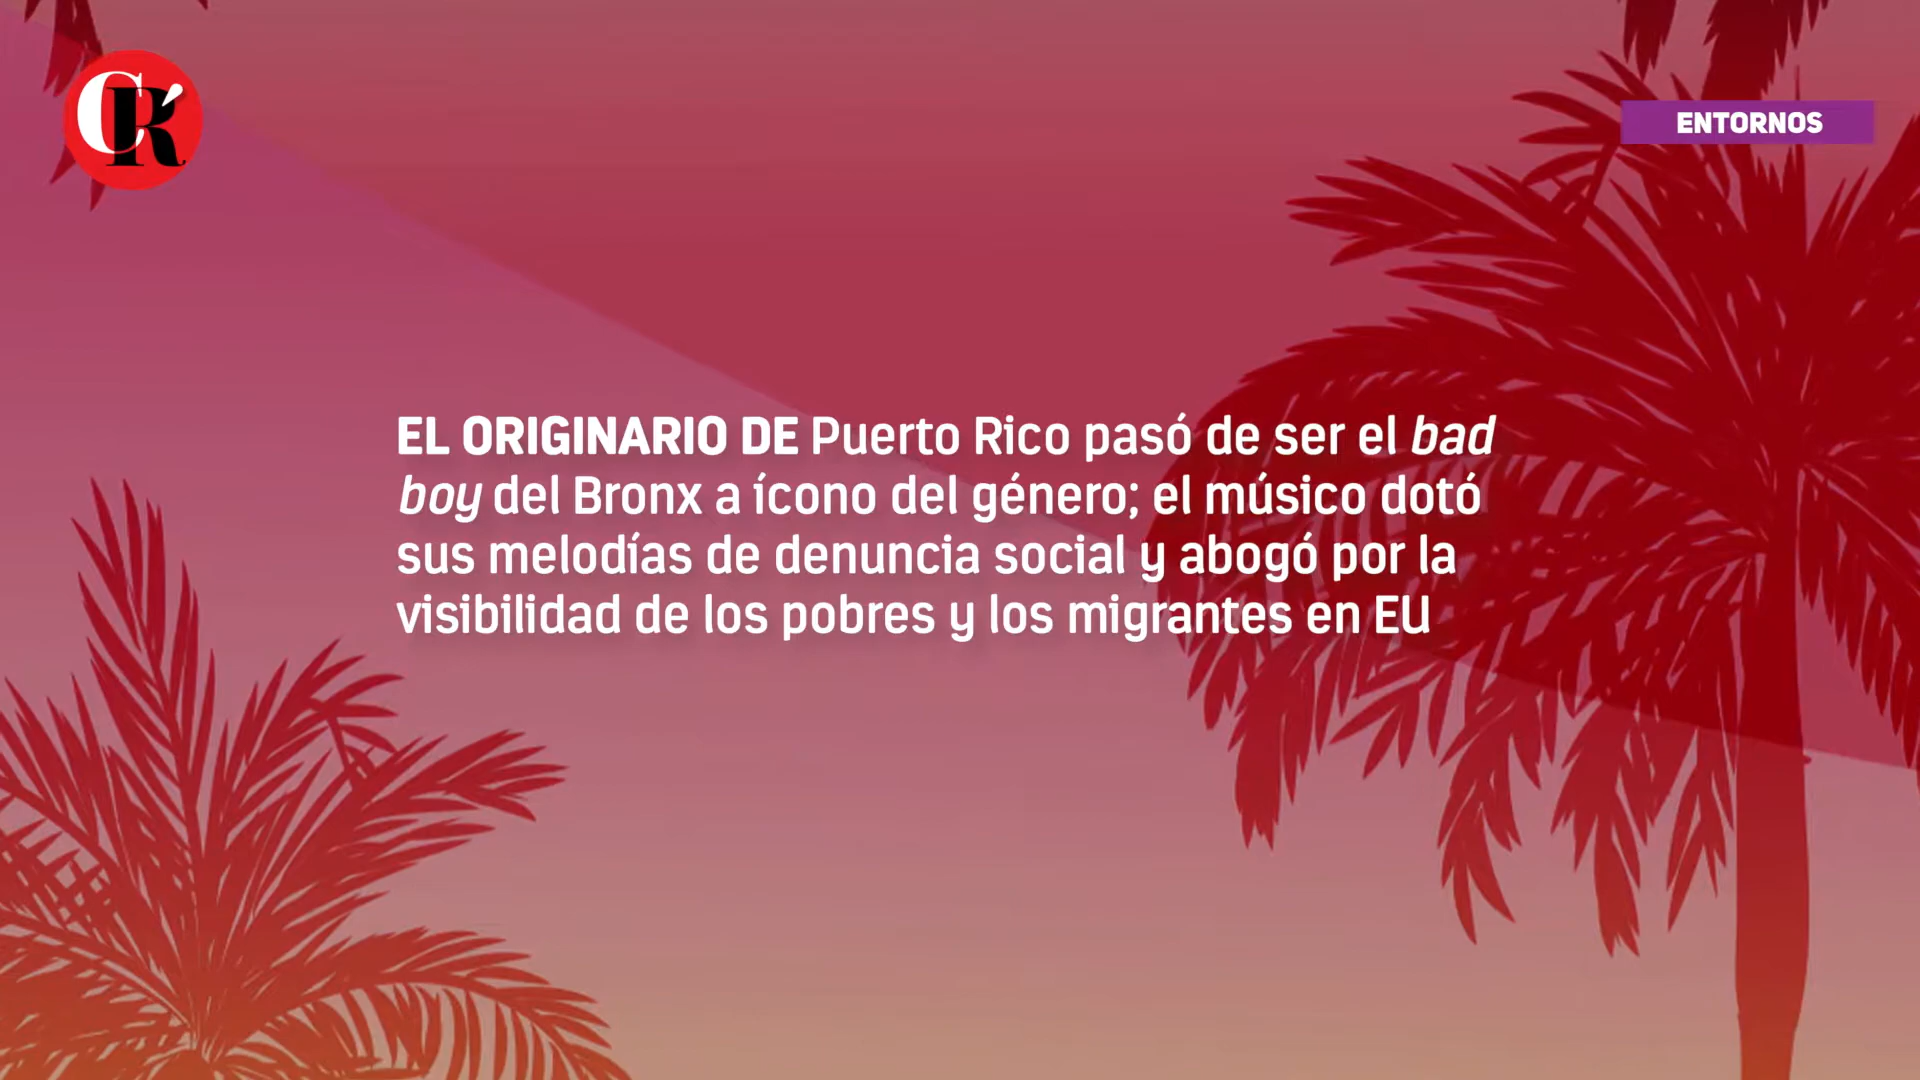 CŔ
ENTORNOS
EL ORIGINARIO DE Puerto Rico pasó de ser el bad
boy del Bronx a ícono del género; el músico dotó
sus melodías de denuncia social y abogó por la
visibilidad de los pobres y los migrantes en EU